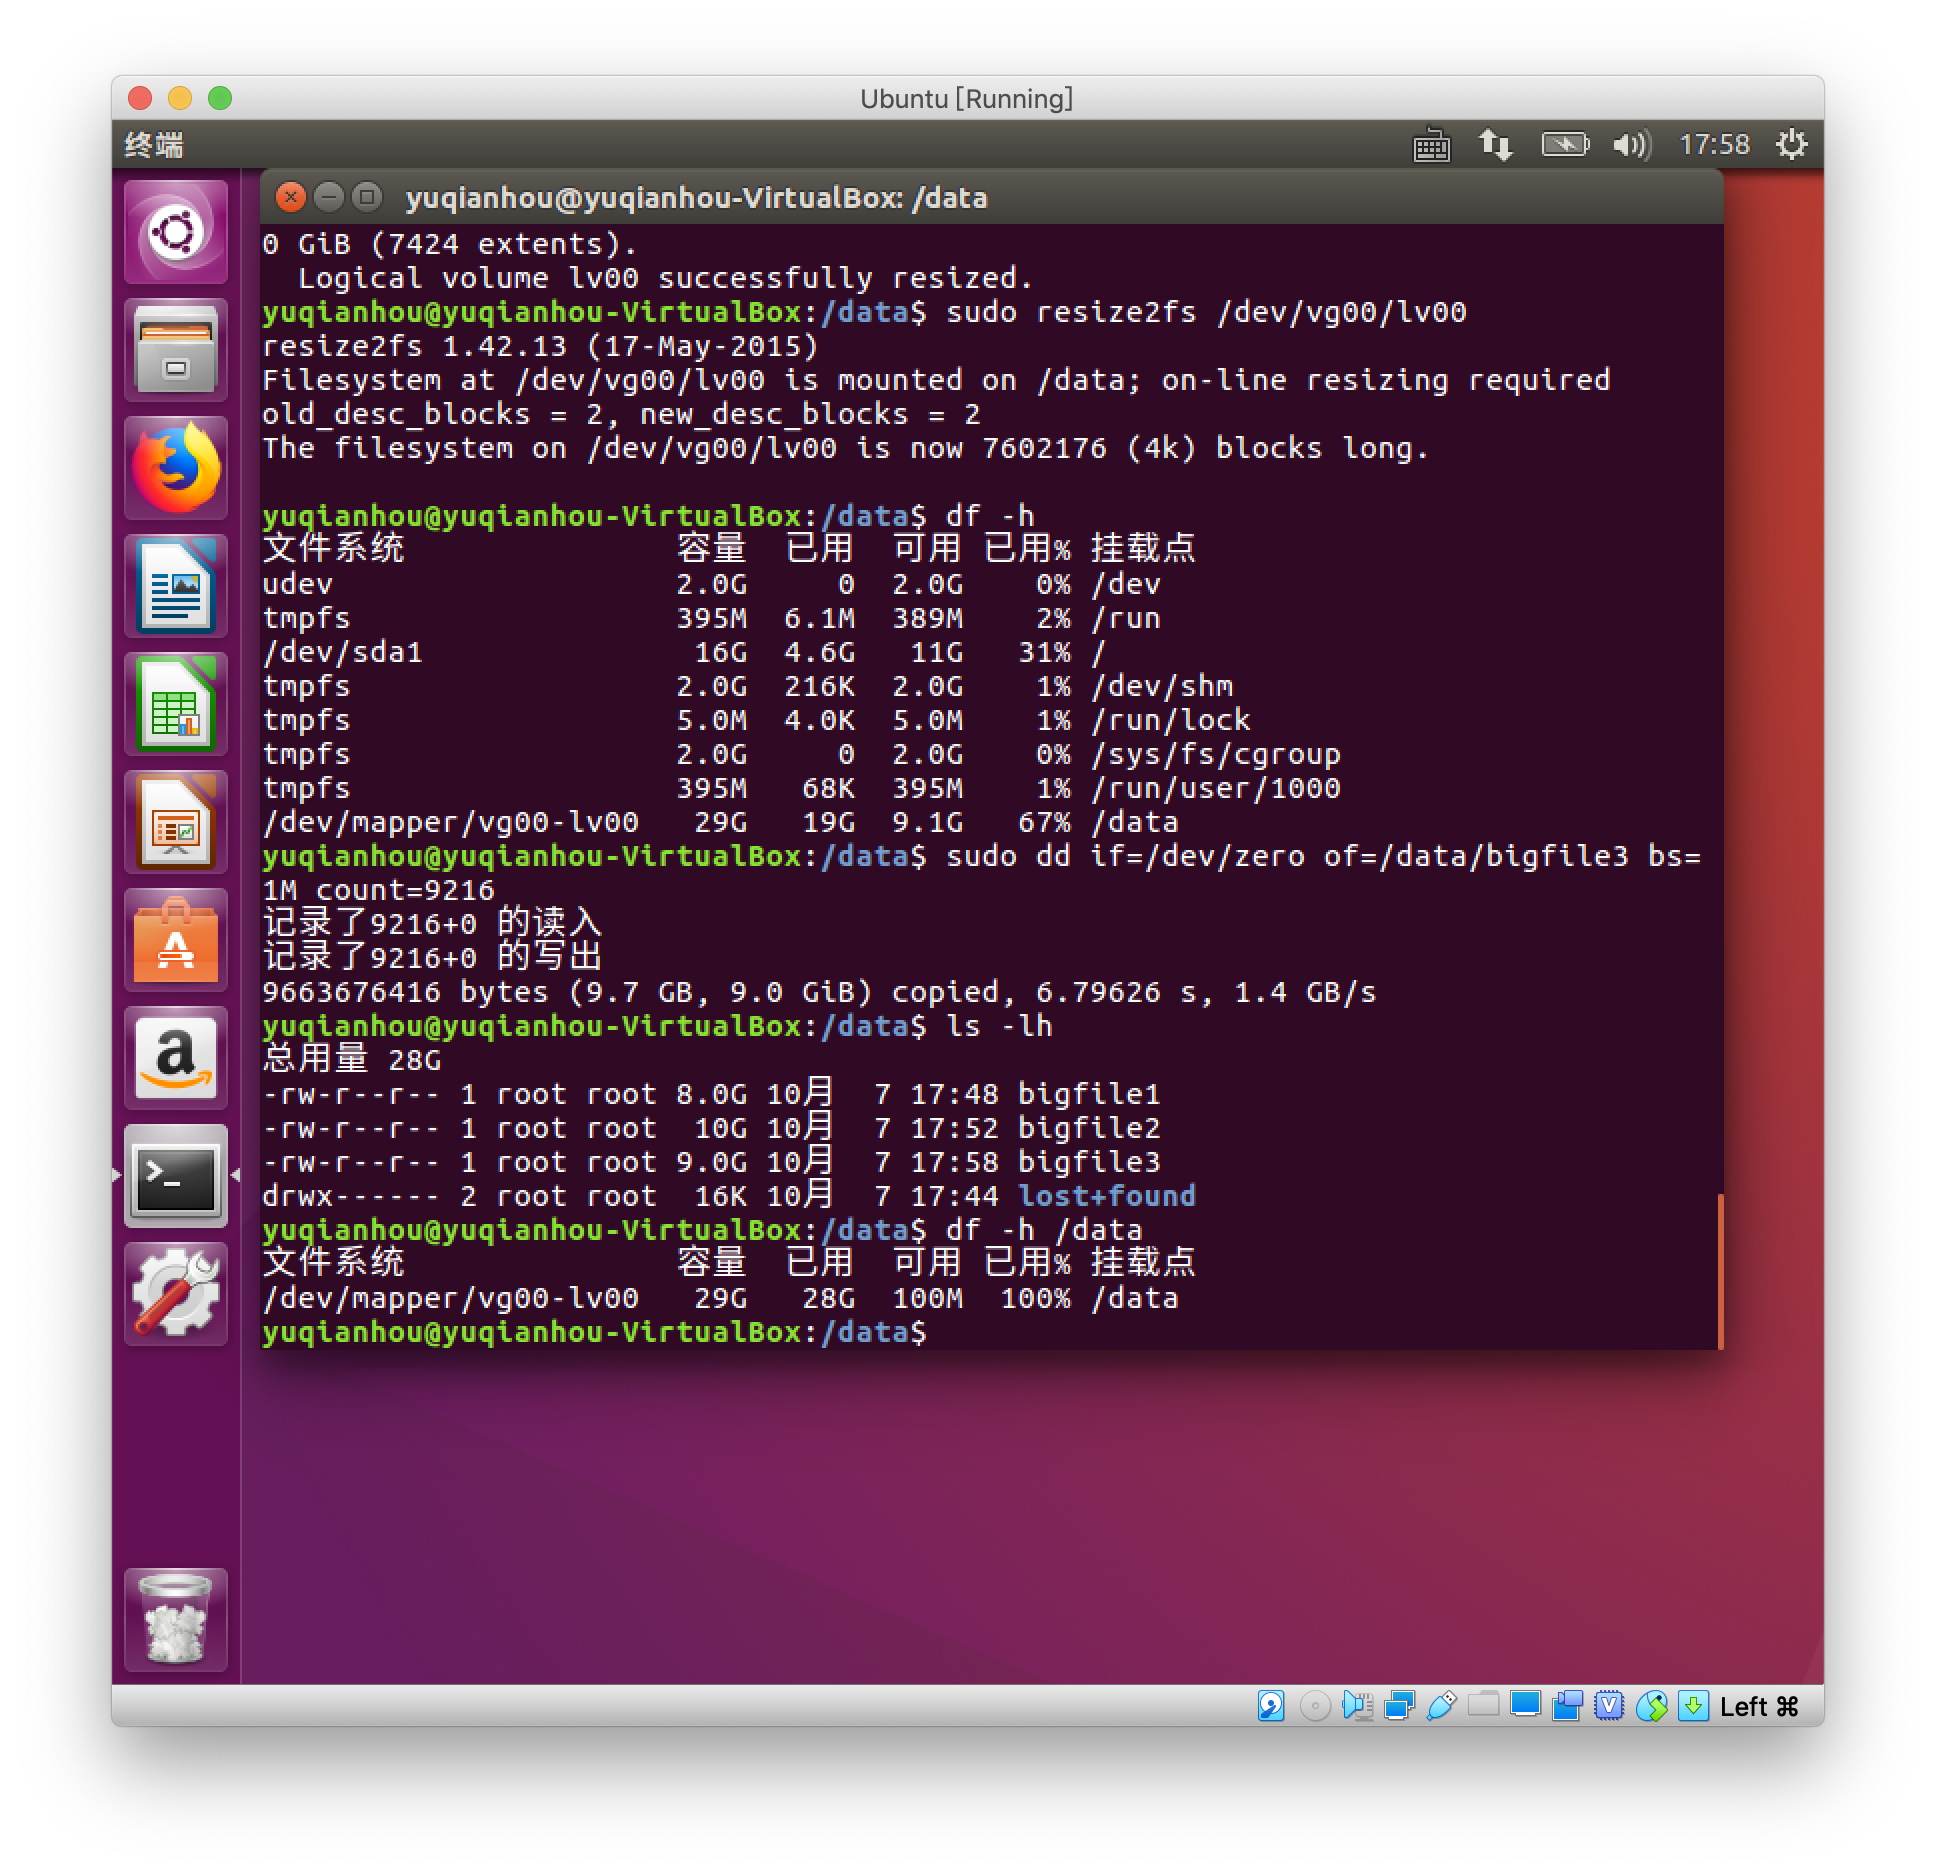 Ubuntu [Running]
终端 17:58
yuqianhou@yuqianhou-VirtualBox: /data
0 GiB (7424 extents).
  Logical volume lv00 successfully resized.
yuqianhou@yuqianhou-VirtualBox:/data$ sudo resize2fs /dev/vg00/lv00
resize2fs 1.42.13 (17-May-2015)
Filesystem at /dev/vg00/lv00 is mounted on /data; on-line resizing required
old_desc_blocks = 2, new_desc_blocks = 2
The filesystem on /dev/vg00/lv00 is now 7602176 (4k) blocks long.
yuqianhou@yuqianhou-VirtualBox:/data$ df -h
文件系统 容量 已用 可用 已用% 挂载点
udev 2.0G 0 2.0G 0% /dev
tmpfs 395M 6.1M 389M 2% /run
/dev/sda1 16G 4.6G 11G 31% /
tmpfs 2.0G 216K 2.0G 1% /dev/shm
tmpfs 5.0M 4.0K 5.0M 1% /run/lock
tmpfs 2.0G 0 2.0G 0% /sys/fs/cgroup
tmpfs 395M 68K 395M 1% /run/user/1000
/dev/mapper/vg00-lv00 29G 19G 9.1G 67% /data
yuqianhou@yuqianhou-VirtualBox:/data$ sudo dd if=/dev/zero of=/data/bigfile3 bs=
1M count=9216
记录了9216+0 的读入
记录了9216+0 的写出
9663676416 bytes (9.7 GB, 9.0 GiB) copied, 6.79626 s, 1.4 GB/s
yuqianhou@yuqianhou-VirtualBox:/data$ ls -lh
总用量 28G
-rw-r--r-- 1 root root 8.0G 10月  7 17:48 bigfile1
-rw-r--r-- 1 root root  10G 10月  7 17:52 bigfile2
-rw-r--r-- 1 root root 9.0G 10月  7 17:58 bigfile3
drwx------ 2 root root  16K 10月  7 17:44 lost+found
yuqianhou@yuqianhou-VirtualBox:/data$ df -h /data
文件系统 容量 已用 可用 已用% 挂载点
/dev/mapper/vg00-lv00 29G 28G 100M 100% /data
yuqianhou@yuqianhou-VirtualBox:/data$
Left ⌘